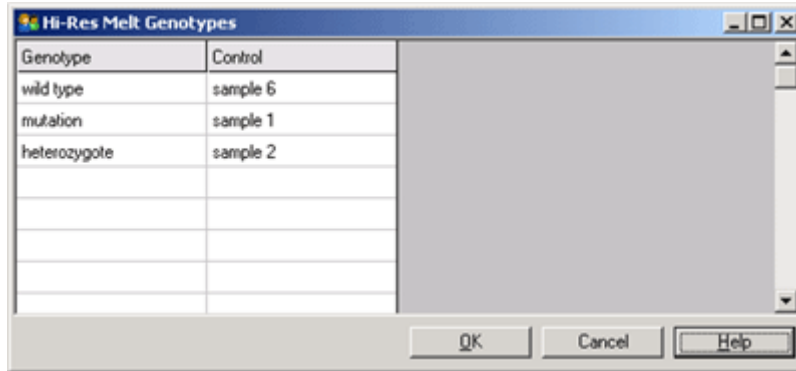 Hi-Res Melt Genotypes
Genotype Control
wild type sample 6
mutation sample 1
heterozygote sample 2
OK Cancel Help